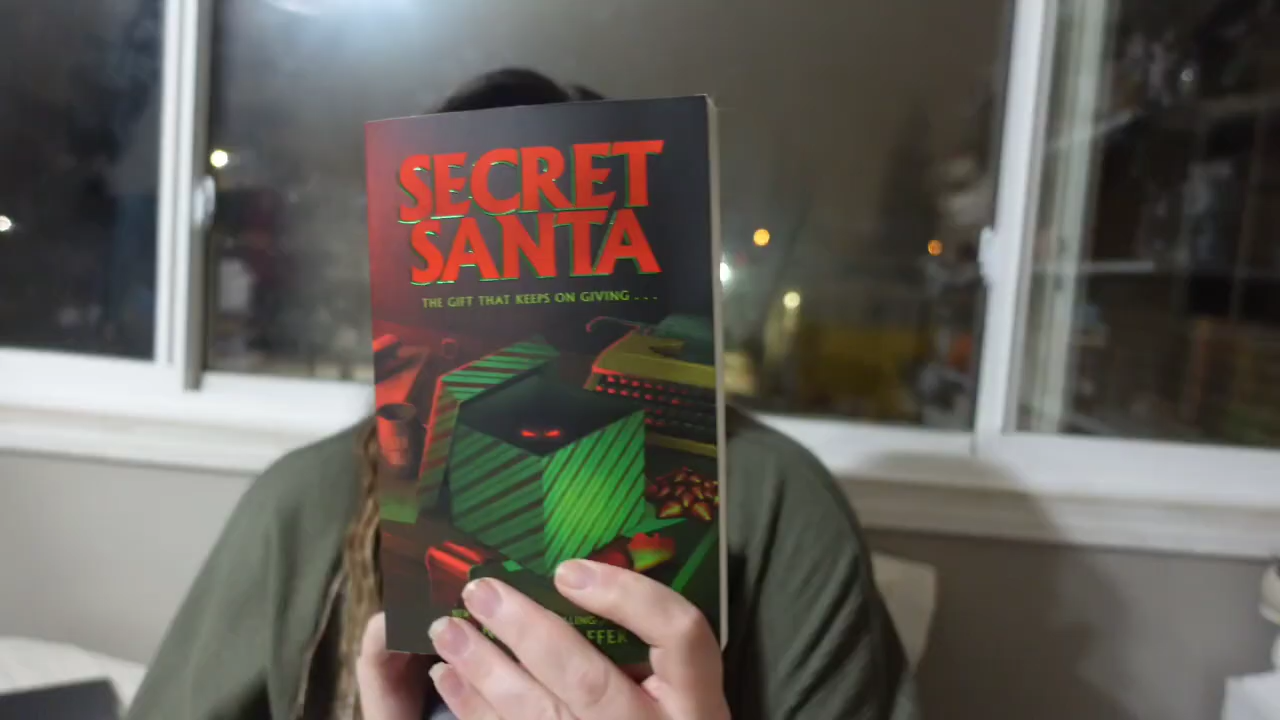 SECRET
SANTA
THE GIFT THAT KEEPS ON GIVING . . .